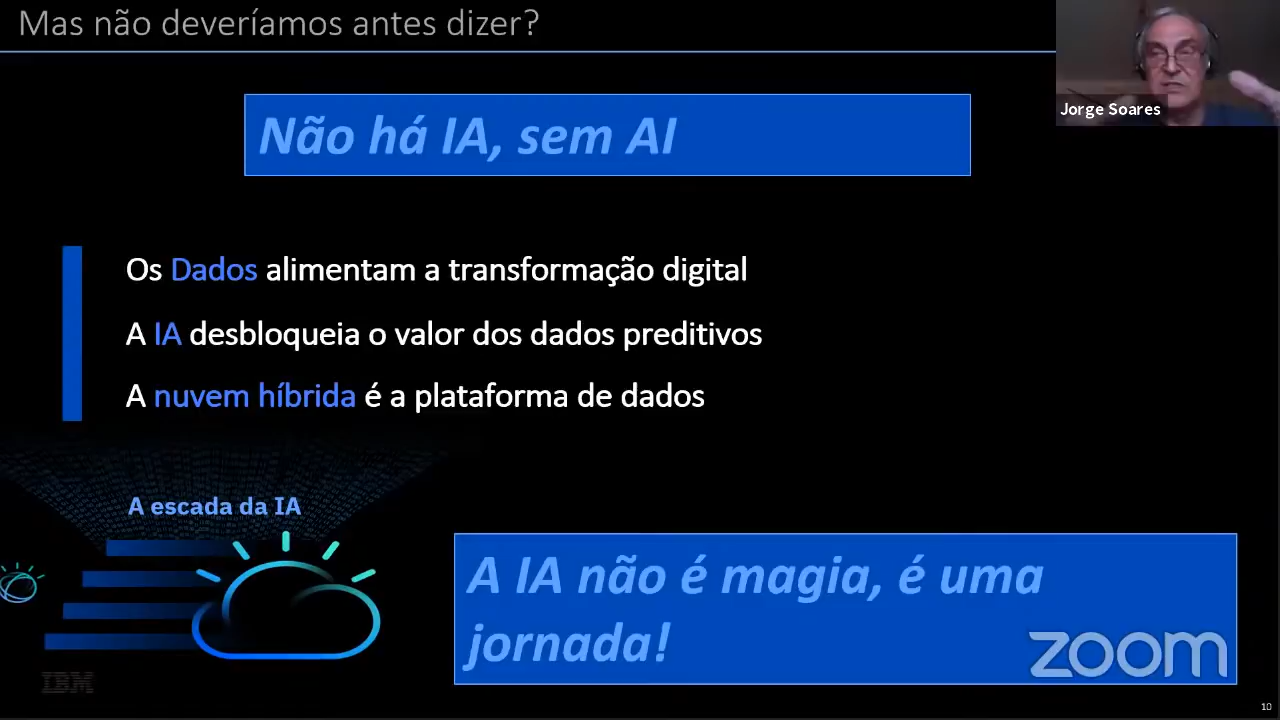 Mas não deveríamos antes dizer?
Jorge Soares
Não há IA, sem AI
Os Dados alimentam a transformação digital
A IA desbloqueia o valor dos dados preditivos
A nuvem híbrida é a plataforma de dados
A escada da IA
A IA não é magia, é uma
jornada!
zoom
IBM
10